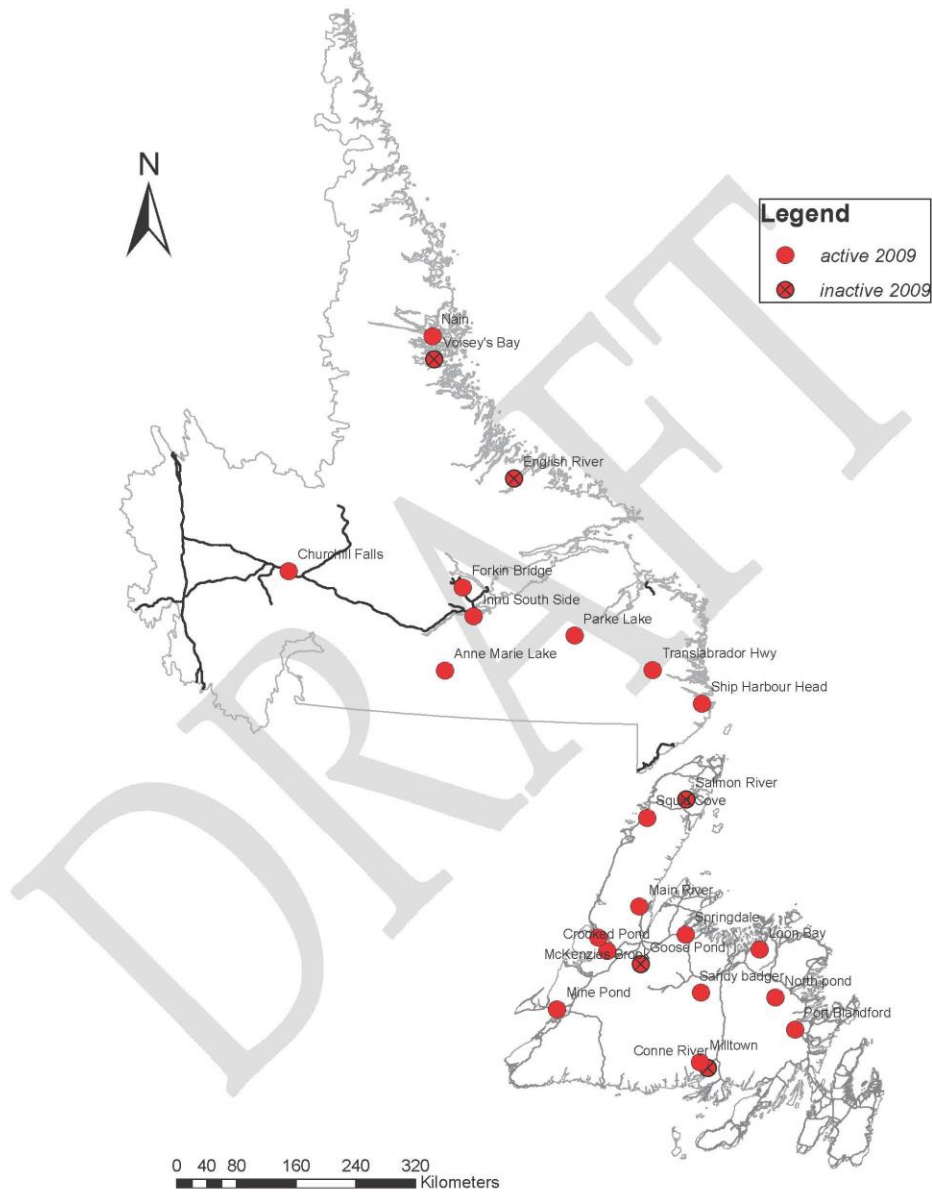 N
Legend
active 2009
inactive 2009
Nain
Voisey's Bay
English River
Churchill Falls
Forkin Bridge
Innu South Side
Parke Lake
Anne Marie Lake
Translabrador Hwy
Ship Harbour Head
Salmon River
Squid Cove
Main River
Springdale
Crooked Pond
Loon Bay
Goose Pond
McKenzies Brook
Sandy badger
North pond
Mine Pond
Port Blandford
Conne River
Milltown
DRAFT
0 40 80 160 240 320
Kilometers